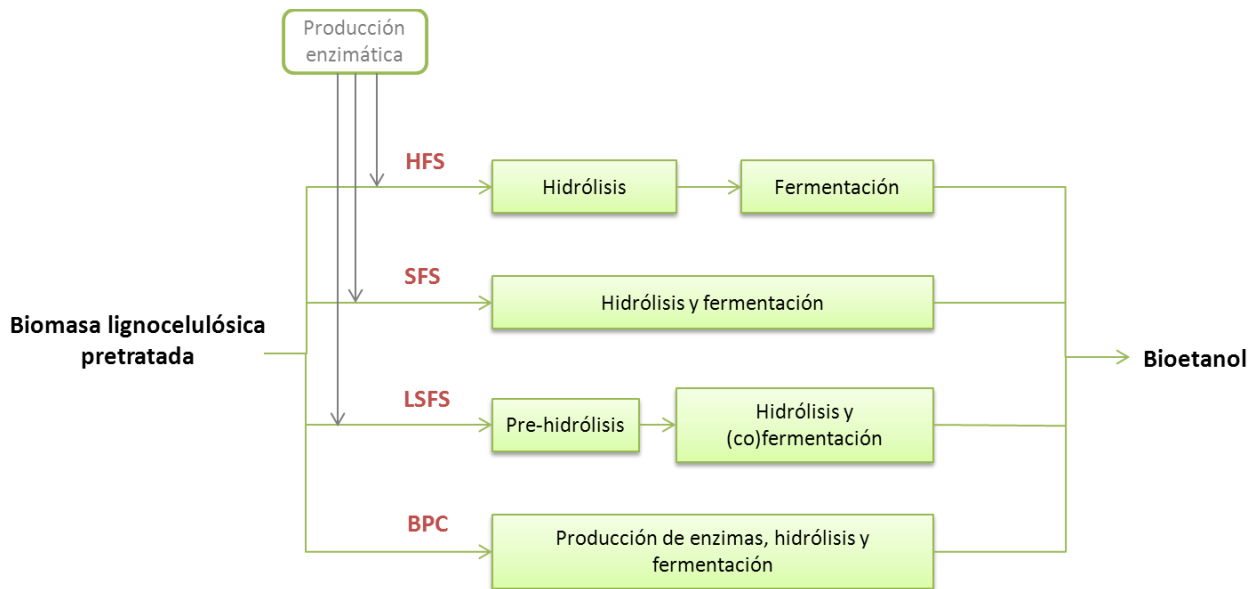 Producción
enzimática
HFS
Hidrólisis
Fermentación
SFS
Hidrólisis y fermentación
Biomasa lignocelulósica
pretratada
Bioetanol
LSFS
Pre-hidrólisis
Hidrólisis y
(co)fermentación
BPC
Producción de enzimas, hidrólisis y
fermentación